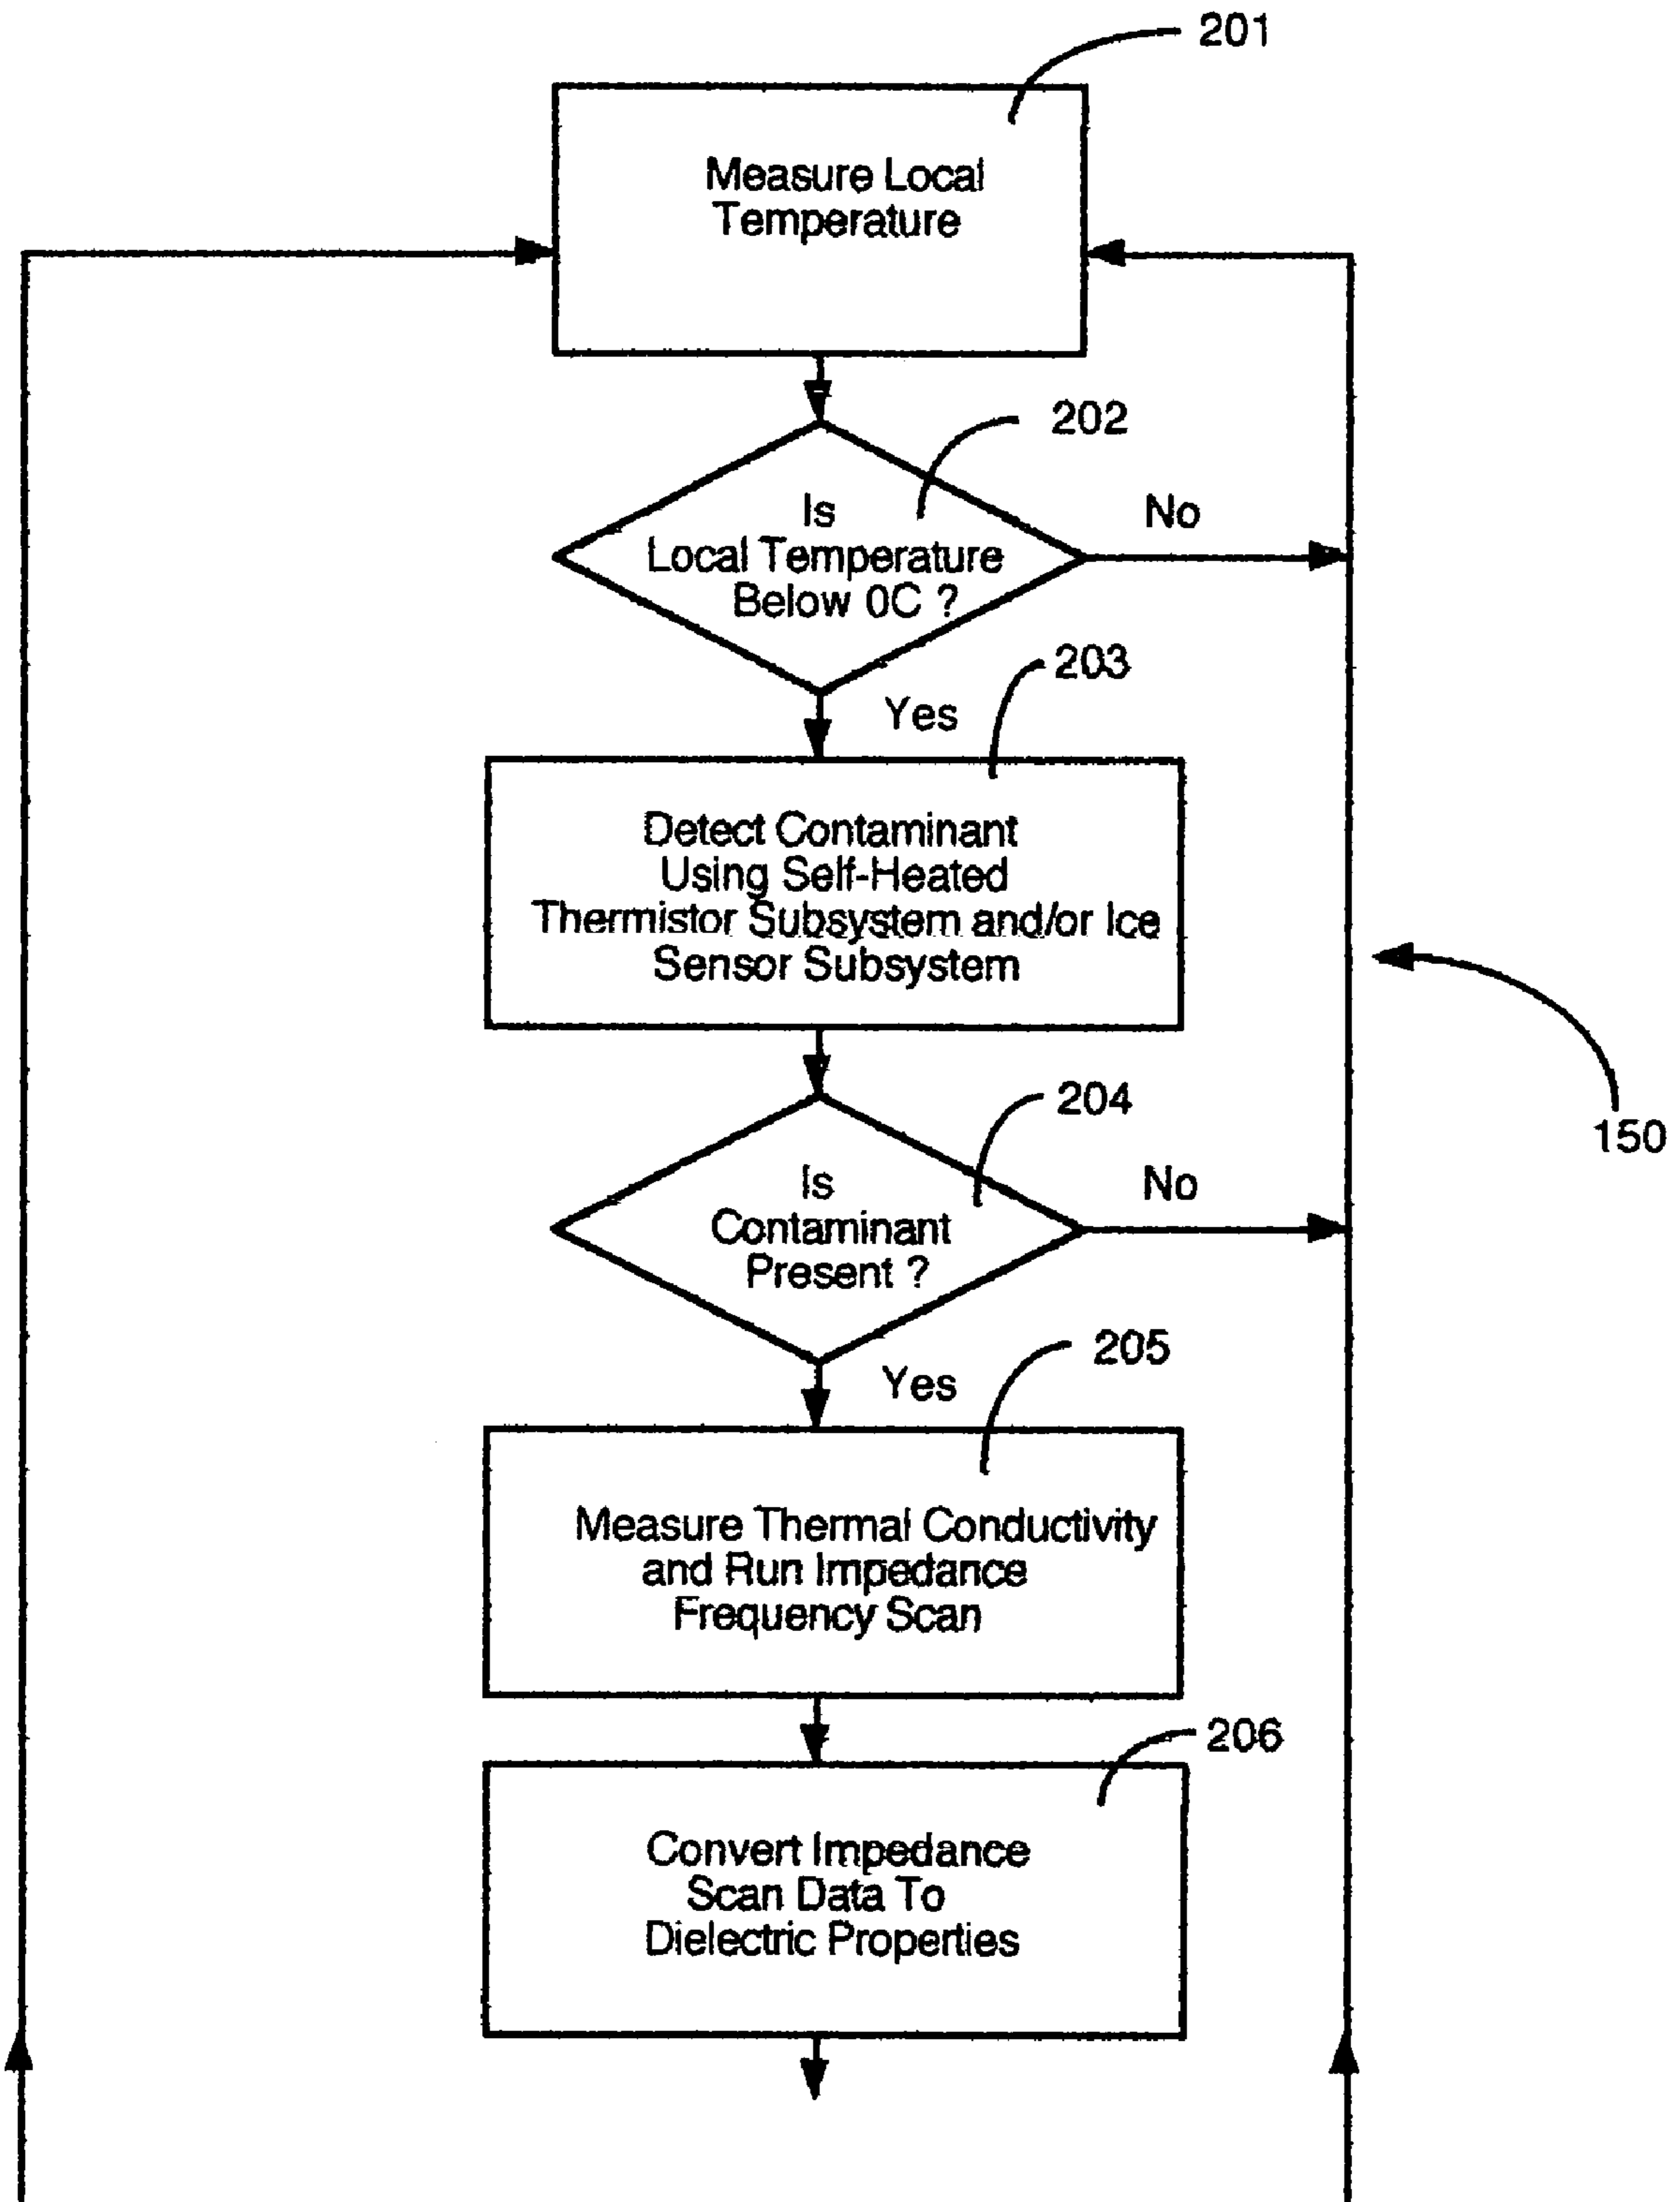 201
Measure Local
Temperature
202
Is
Local Temperature
Below 0C ?
No
Yes
203
Detect Contaminant
Using Self-Heated
Thermistor Subsystem and/or Ice
Sensor Subsystem
150
204
Is
Contaminant
Present ?
No
Yes
205
Measure Thermal Conductivity
and Run Impedance
Frequency Scan
206
Convert Impedance
Scan Data To
Dielectric Properties